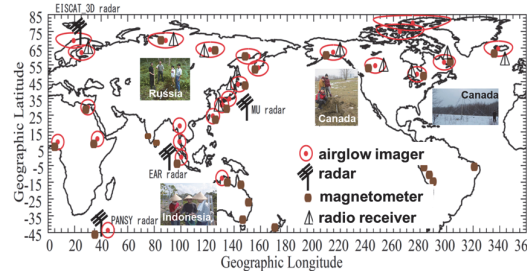 EISCAT_3D radar
85
75
65
55
45
35
25
15
5
-5
-15
-25
-35
-45
Geographic Latitude
Russia
MU radar
Canada
Canada
EAR radar
Indonesia
PANSY radar
airglow imager
radar
magnetometer
radio receiver
0 20 40 60 80 100 120 140 160 180 200 220 240 260 280 300 320 340 36
Geographic Longitude